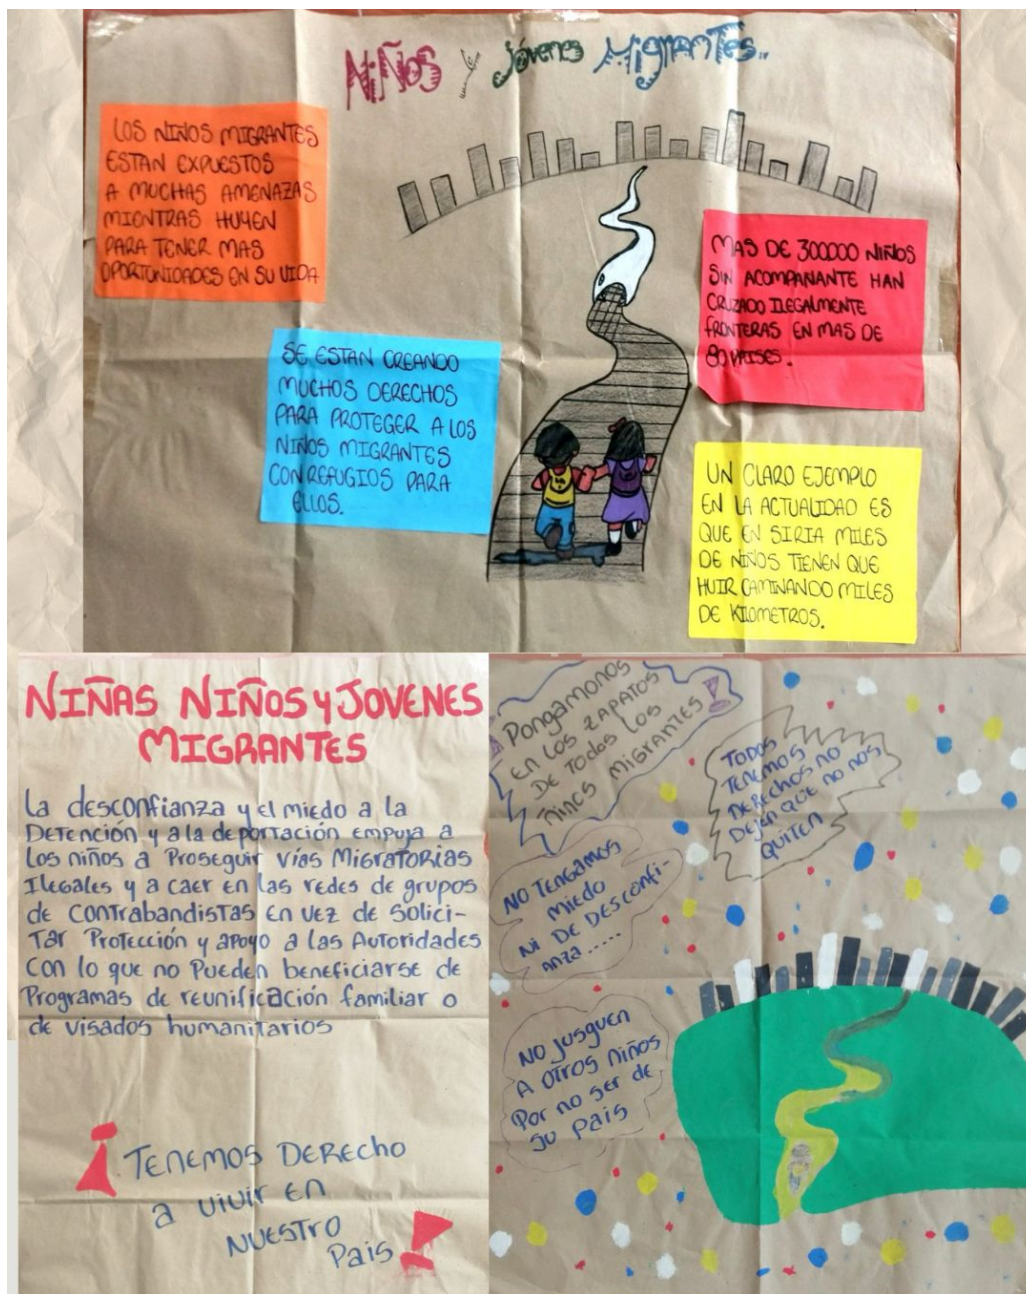 NiÑOS y Jóvenes Migrantes..
LOS NIÑOS MIGRANTES
ESTAN EXPUESTOS
A MUCHAS AMENAZAS
MIENTRAS HUYEN
PARA TENER MAS
OPORTUNIDADES EN SU VIDA
SE ESTAN CREANDO
MUCHOS DERECHOS
PARA PROTEGER A LOS
NIÑOS MIGRANTES
CON REFUGIOS PARA
ELLOS.
MAS DE 300000 NIÑOS
SIN ACOMPAÑANTE HAN
CRUZADO ILEGALMENTE
FRONTERAS EN MAS DE
80 PAISES.
UN CLARO EJEMPLO
EN LA ACTUALIDAD ES
QUE EN SIRIA MILES
DE NIÑOS TIENEN QUE
HUIR CAMINANDO MILES
DE KILOMETROS.
NIÑAS NIÑOS Y JOVENES
MIGRANTES
La desconfianza y el miedo a la
Detención y a la deportación empuja a
Los niños a Proseguir vías Migratorias
Ilegales y a caer en las redes de grupos
de contrabandistas en vez de solici-
tar Protección y apoyo a las Autoridades
con lo que no Pueden beneficiarse de
Programas de reunificación familiar o
de visados humanitarios
¡TENEMOS DERECHO
a vivir en
NUESTRO
Pais!
¡Pongamonos
en los zapatos
De Todos los
niños migrantes!
TODOS
TENEMOS
DERECHOS NO
DEJEN QUE NO NOS
QUITEN
NO TENGAMOS
MIEDO
NI DE DESCONFI-
ANZA......
NO JUSGUEN
A OTROS NIÑOS
POR NO SER DE
SU PAIS